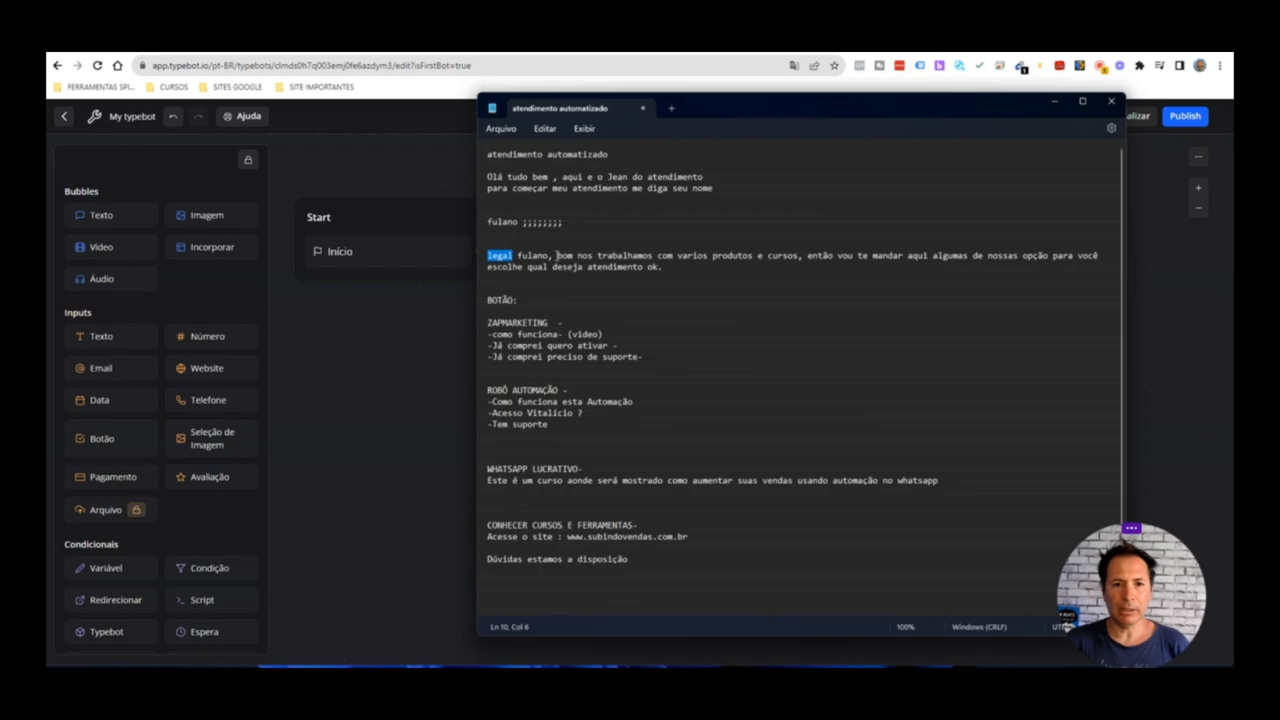 app.typebot.io/pt-BR/typebots/clmds0h7q003emj0fe6azdym3/edit?isFirstBot=true
FERRAMENTAS SPI...
CURSOS
SITES GOOGLE
SITE IMPORTANTES
My typebot
Ajuda
alizar
Publish
atendimento automatizado
Arquivo
Editar
Exibir
Bubbles
Texto
Imagem
Vídeo
Incorporar
Áudio
Inputs
Texto
Número
Email
Website
Data
Telefone
Botão
Seleção de
Imagem
Pagamento
Avaliação
Arquivo
Condicionais
Variável
Condição
Redirecionar
Script
Typebot
Espera
Start
Início
atendimento automatizado
Olá tudo bem , aqui e o Jean do atendimento
para começar meu atendimento me diga seu nome
fulano ;;;;;;;;
legal fulano, bom nos trabalhamos com varios produtos e cursos, então vou te mandar aqui algumas de nossas opção para você
escolhe qual deseja atendimento ok.
BOTÃO:
ZAPMARKETING -
-como funciona- (video)
-Já comprei quero ativar -
-Já comprei preciso de suporte-
ROBÔ AUTOMAÇÃO -
-Como funciona esta Automação
-Acesso Vitalício ?
-Tem suporte
WHATSAPP LUCRATIVO-
Este é um curso aonde será mostrado como aumentar suas vendas usando automação no whatsapp
CONHECER CURSOS E FERRAMENTAS-
Acesse o site : www.subindovendas.com.br
Dúvidas estamos a disposição
Ln 10, Col 6
100%
Windows (CRLF)